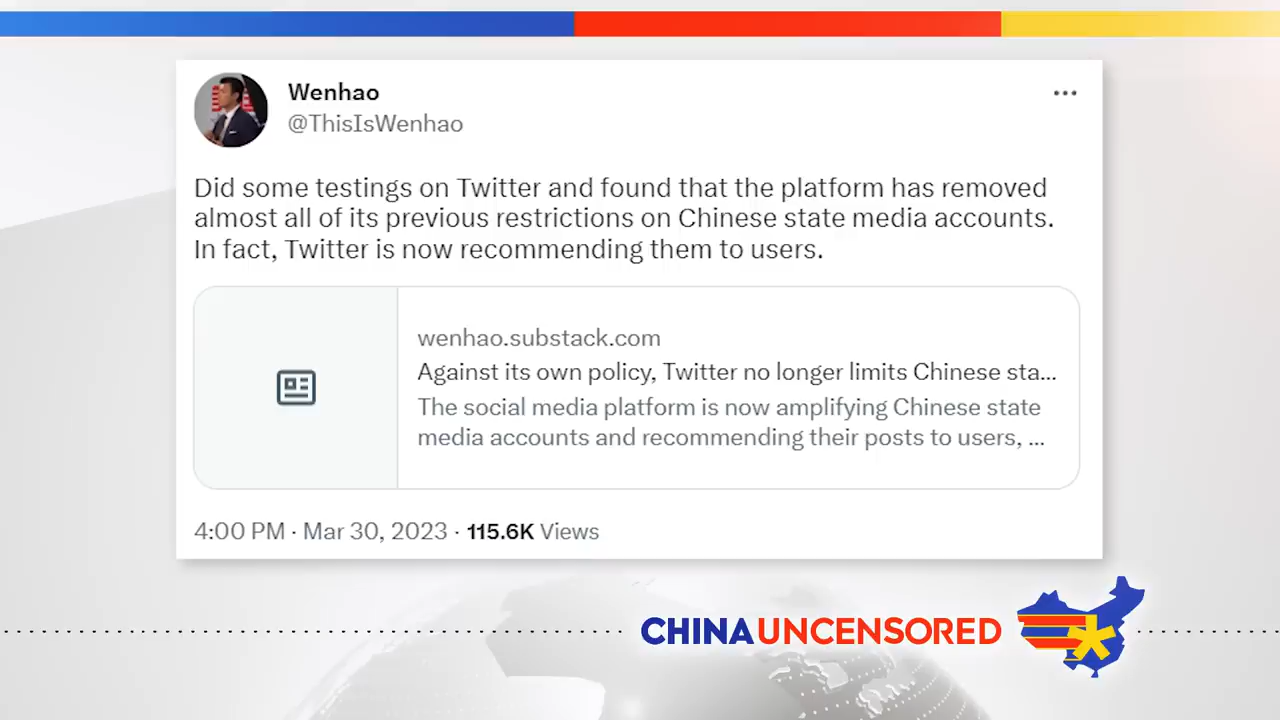 Wenhao
@ThisIsWenhao
Did some testings on Twitter and found that the platform has removed
almost all of its previous restrictions on Chinese state media accounts.
In fact, Twitter is now recommending them to users.
wenhao.substack.com
Against its own policy, Twitter no longer limits Chinese sta...
The social media platform is now amplifying Chinese state
media accounts and recommending their posts to users, ...
4:00 PM · Mar 30, 2023 · 115.6K Views
CHINA UNCENSORED